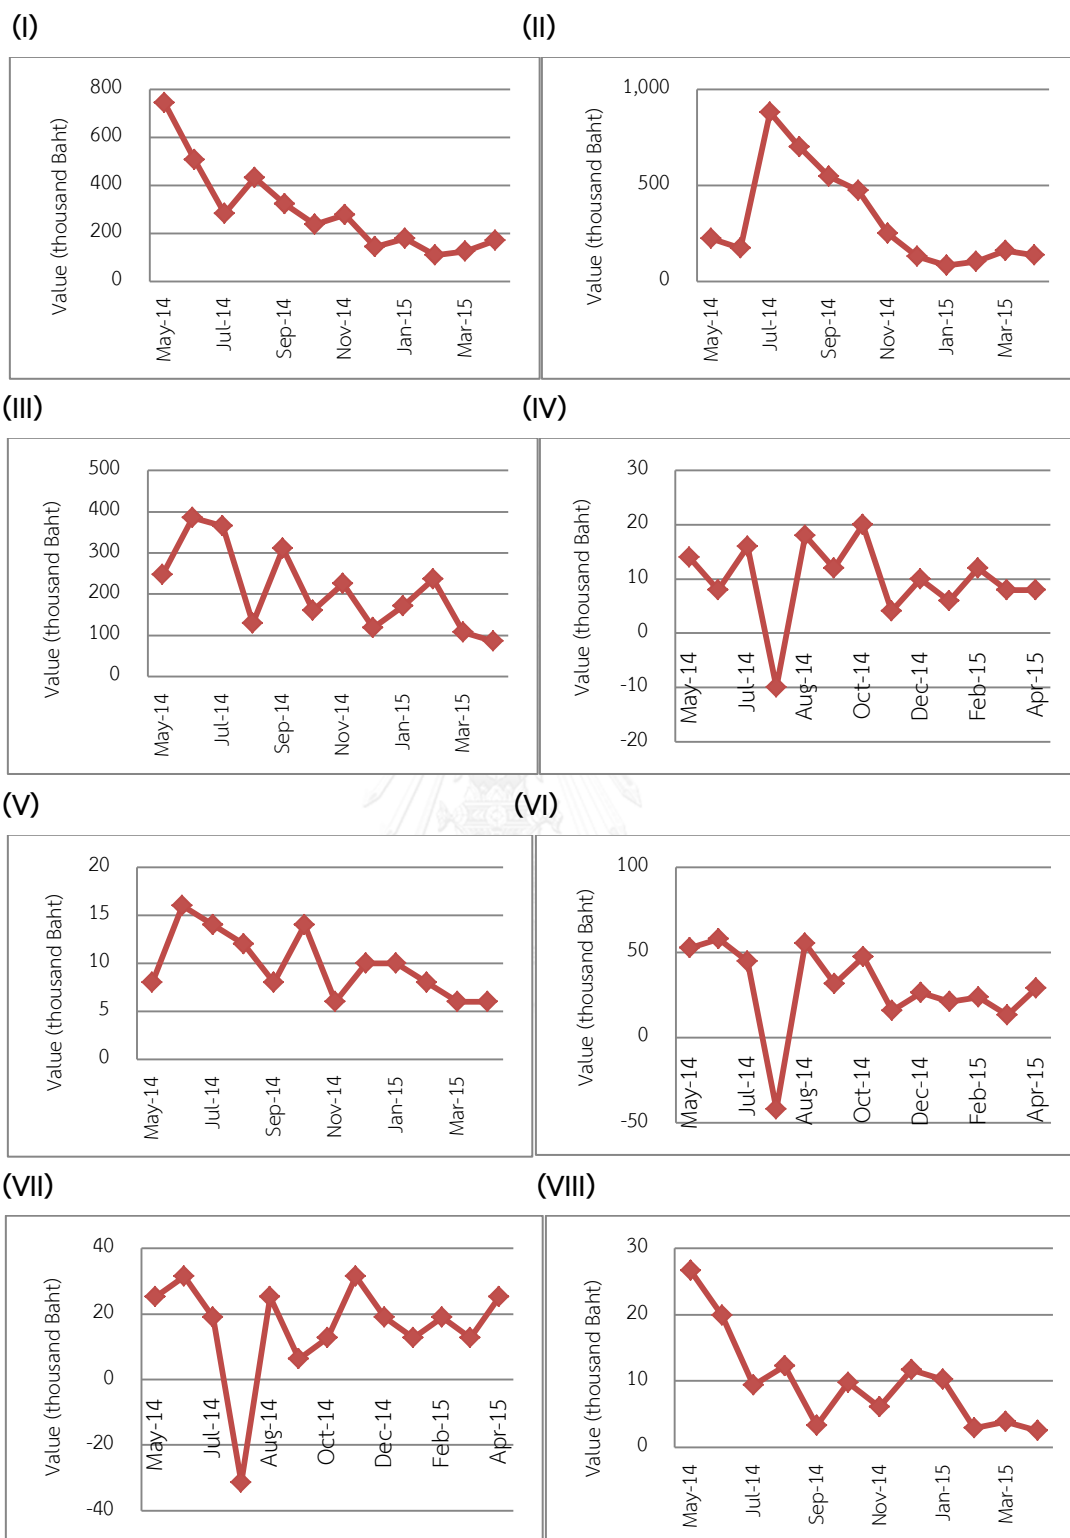 (I)
Value (thousand Baht)
800
600
400
200
0
May-14
Jul-14
Sep-14
Nov-14
Jan-15
Mar-15
(II)
Value (thousand Baht)
1,000
500
0
May-14
Jul-14
Sep-14
Nov-14
Jan-15
Mar-15
(III)
Value (thousand Baht)
500
400
300
200
100
0
May-14
Jul-14
Sep-14
Nov-14
Jan-15
Mar-15
(IV)
Value (thousand Baht)
30
20
10
0
-10
-20
May-14
Jul-14
Aug-14
Oct-14
Dec-14
Feb-15
Apr-15
(V)
Value (thousand Baht)
20
15
10
5
0
May-14
Jul-14
Sep-14
Nov-14
Jan-15
Mar-15
(VI)
Value (thousand Baht)
100
50
0
-50
May-14
Jul-14
Aug-14
Oct-14
Dec-14
Feb-15
Apr-15
(VII)
Value (thousand Baht)
40
20
0
-20
-40
May-14
Jul-14
Aug-14
Oct-14
Dec-14
Feb-15
Apr-15
(VIII)
Value (thousand Baht)
30
20
10
0
May-14
Jul-14
Sep-14
Nov-14
Jan-15
Mar-15